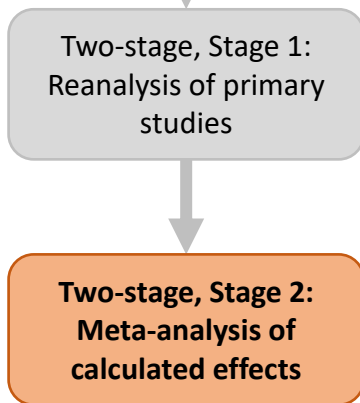 Two-stage, Stage 1:
Reanalysis of primary
studies
Two-stage, Stage 2:
Meta-analysis of
calculated effects